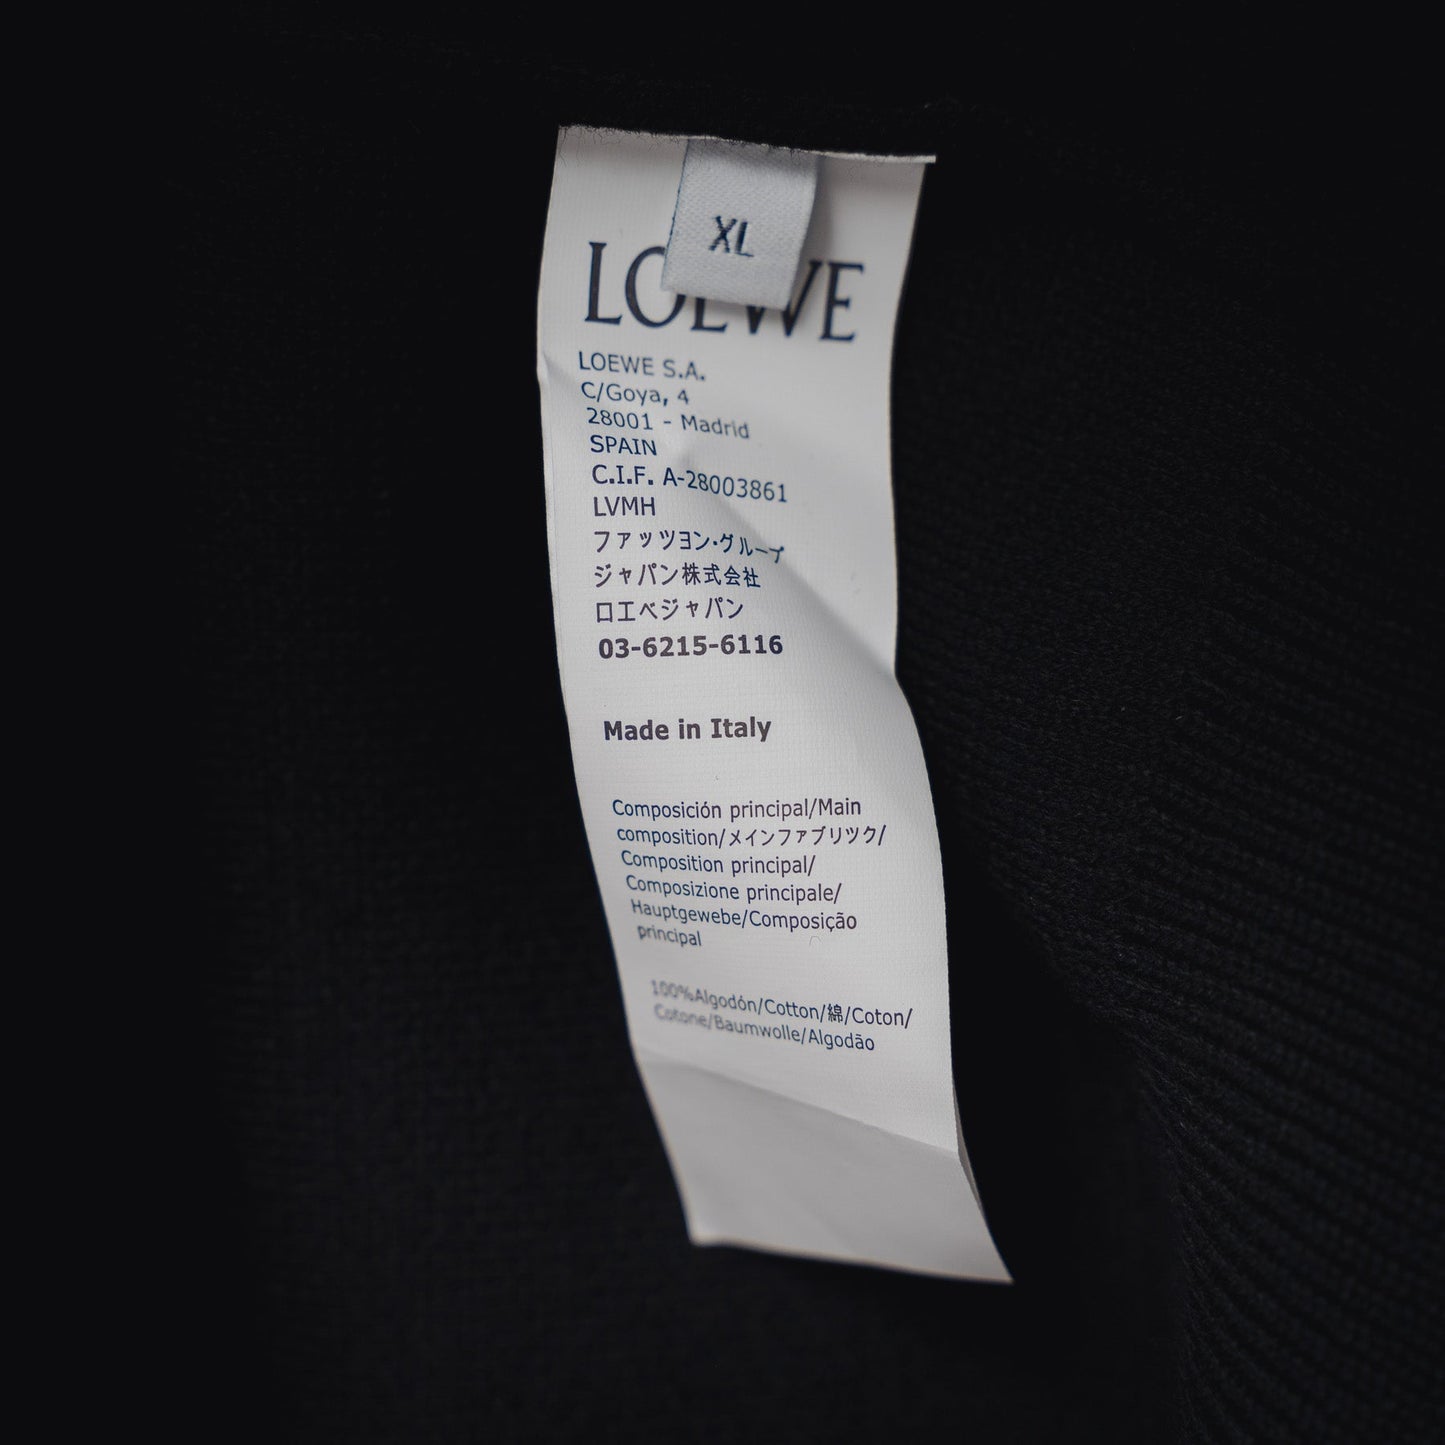 XL
LOEWE
LOEWE S.A.
C/Goya, 4
28001 - Madrid
SPAIN
C.I.F. A-28003861
LVMH
ファッツヨン･グループ
ジャパン株式会社
ロエベジャパン
03-6215-6116
Made in Italy
Composición principal/Main
composition/メインファブリツク/
Composition principal/
Composizione principale/
Hauptgewebe/Composição
principal
100%Algodón/Cotton/綿/Coton/
Cotone/Baumwolle/Algodão